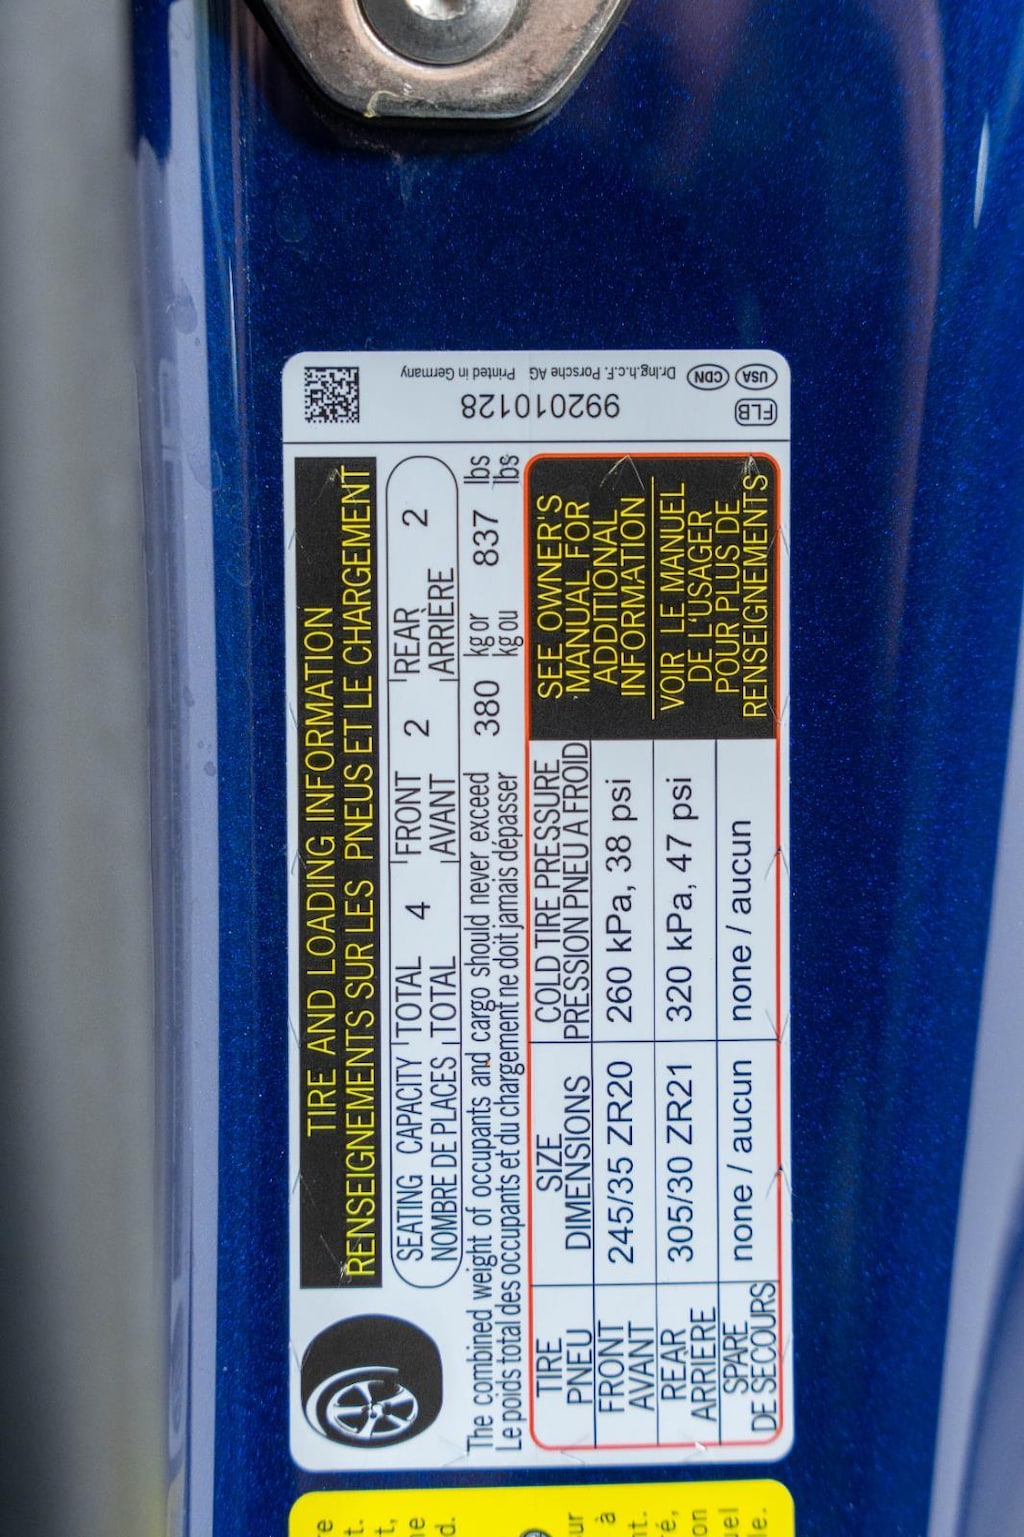 TIRE AND LOADING INFORMATION
RENSEIGNEMENTS SUR LES PNEUS ET LE CHARGEMENT
SEATING CAPACITY TOTAL 4 FRONT 2 REAR 2
NOMBRE DE PLACES TOTAL AVANT ARRIÈRE
The combined weight of occupants and cargo should never exceed 380 kg or 837 lbs
Le poids total des occupants et du chargement ne doit jamais dépasser kg ou lbs
TIRE SIZE COLD TIRE PRESSURE
PNEU DIMENSIONS PRESSION PNEU A FROID
FRONT 245/35 ZR20 260 kPa, 38 psi
AVANT
REAR 305/30 ZR21 320 kPa, 47 psi
ARRIERE
SPARE none / aucun none / aucun
DE SECOURS
SEE OWNER'S
MANUAL FOR
ADDITIONAL
INFORMATION
VOIR LE MANUEL
DE L'USAGER
POUR PLUS DE
RENSEIGNEMENTS
Dr.Ing.h.c.F. Porsche AG Printed in Germany
992010128
USA CDN
FLB